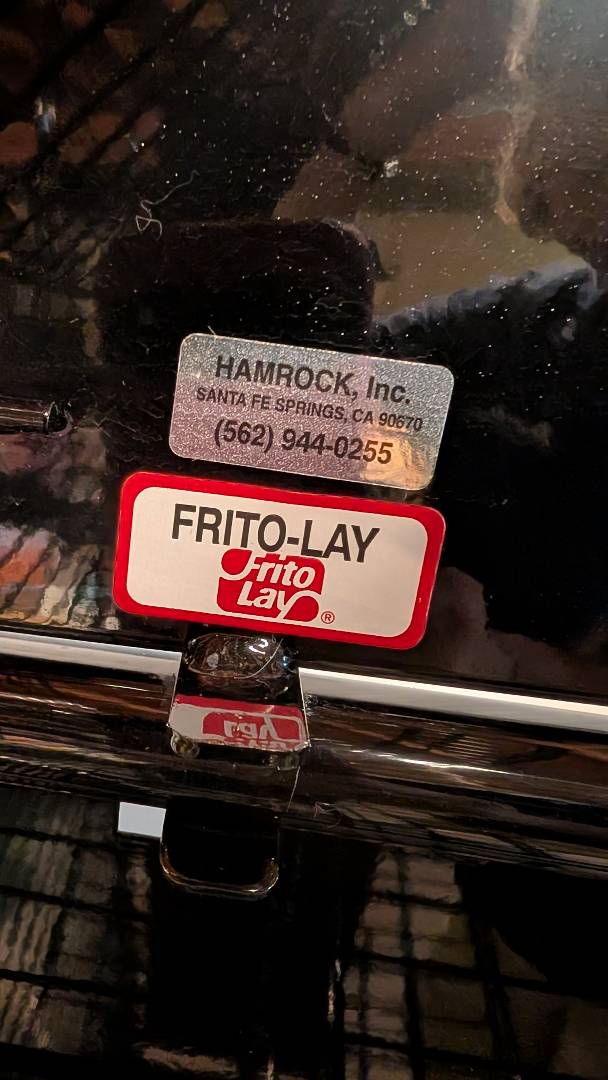 HAMROCK, Inc.
SANTA FE SPRINGS, CA 90670
(562) 944-0255
FRITO-LAY
Frito
Lay®